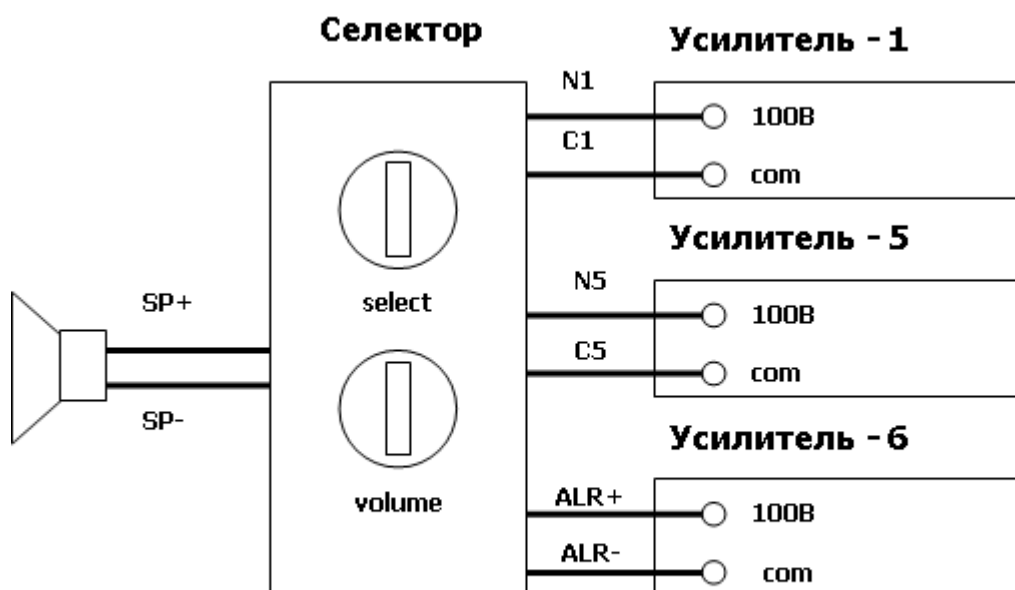 Селектор
Усилитель - 1
N1
100В
C1
com
Усилитель - 5
select
SP+
N5
100В
C5
com
SP-
Усилитель - 6
volume
ALR+
100В
ALR-
com